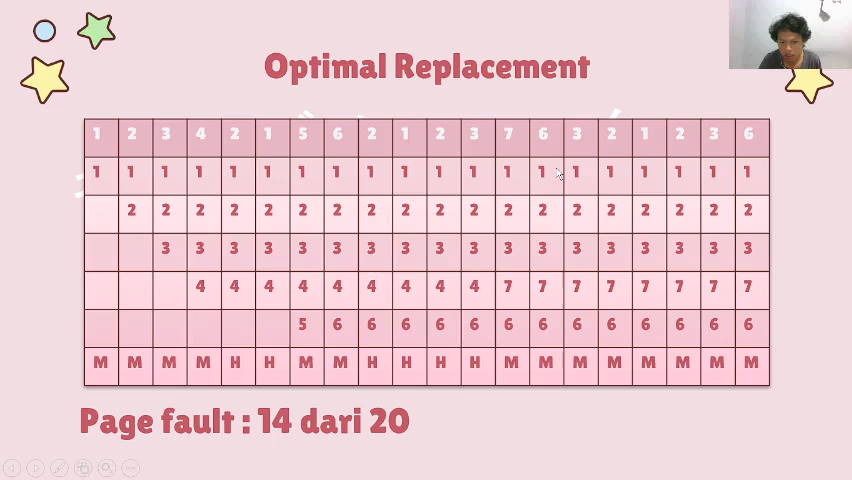 Optimal Replacement
1 2 3 4 2 1 5 6 2 1 2 3 7 6 3 2 1 2 3 6
1 1 1 1 1 1 1 1 1 1 1 1 1 1 1 1 1 1 1 1
2 2 2 2 2 2 2 2 2 2 2 2 2 2 2 2 2 2 2
3 3 3 3 3 3 3 3 3 3 3 3 3 3 3 3 3 3
4 4 4 4 4 4 4 4 4 7 7 7 7 7 7 7 7
5 6 6 6 6 6 6 6 6 6 6 6 6 6
M M M M H H M M H H H H M M M M M M M M
Page fault : 14 dari 20